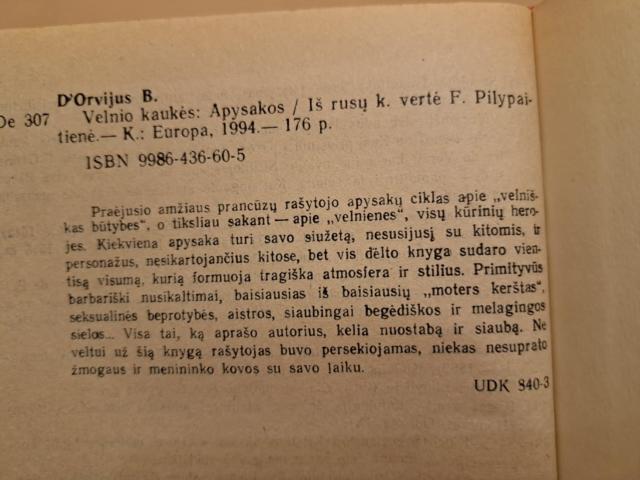 D'Orvijus B.
De 307 Velnio kaukės: Apysakos / Iš rusų k. vertė F. Pilypai-
tienė.— K.: Europa, 1994.— 176 p.
ISBN 9986-436-60-5
Praėjusio amžiaus prancūzų rašytojo apysakų ciklas apie „velniš-
kas būtybes", o tiksliau sakant — apie „velnienes", visų kūrinių hero-
jes. Kiekviena apysaka turi savo siužetą, nesusijusį su kitomis, ir
personažus, nesikartojančius kitose, bet vis dėlto knyga sudaro vien-
tisą visumą, kurią formuoja tragiška atmosfera ir stilius. Primityvūs
barbariški nusikaltimai, baisiausias iš baisiausių „moters kerštas",
seksualinės beprotybės, aistros, siaubingai begėdiškos ir melagingos
sielos... Visa tai, ką aprašo autorius, kelia nuostabą ir siaubą. Ne
veltui už šią knygą rašytojas buvo persekiojamas, niekas nesuprato
žmogaus ir menininko kovos su savo laiku.
UDK 840-3